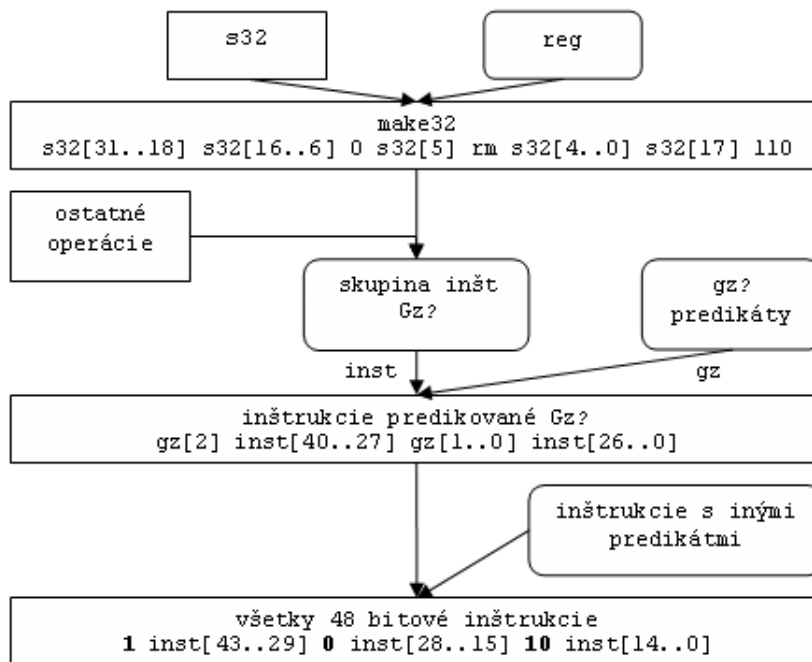 s32
reg
make32
s32[31..18] s32[16..6] 0 s32[5] rm s32[4..0] s32[17] 110
ostatné
operácie
skupina inšt
Gz?
gz?
predikáty
inst
gz
inštrukcie predikované Gz?
gz[2] inst[40..27] gz[1..0] inst[26..0]
inštrukcie s inými
predikátmi
všetky 48 bitové inštrukcie
1 inst[43..29] 0 inst[28..15] 10 inst[14..0]